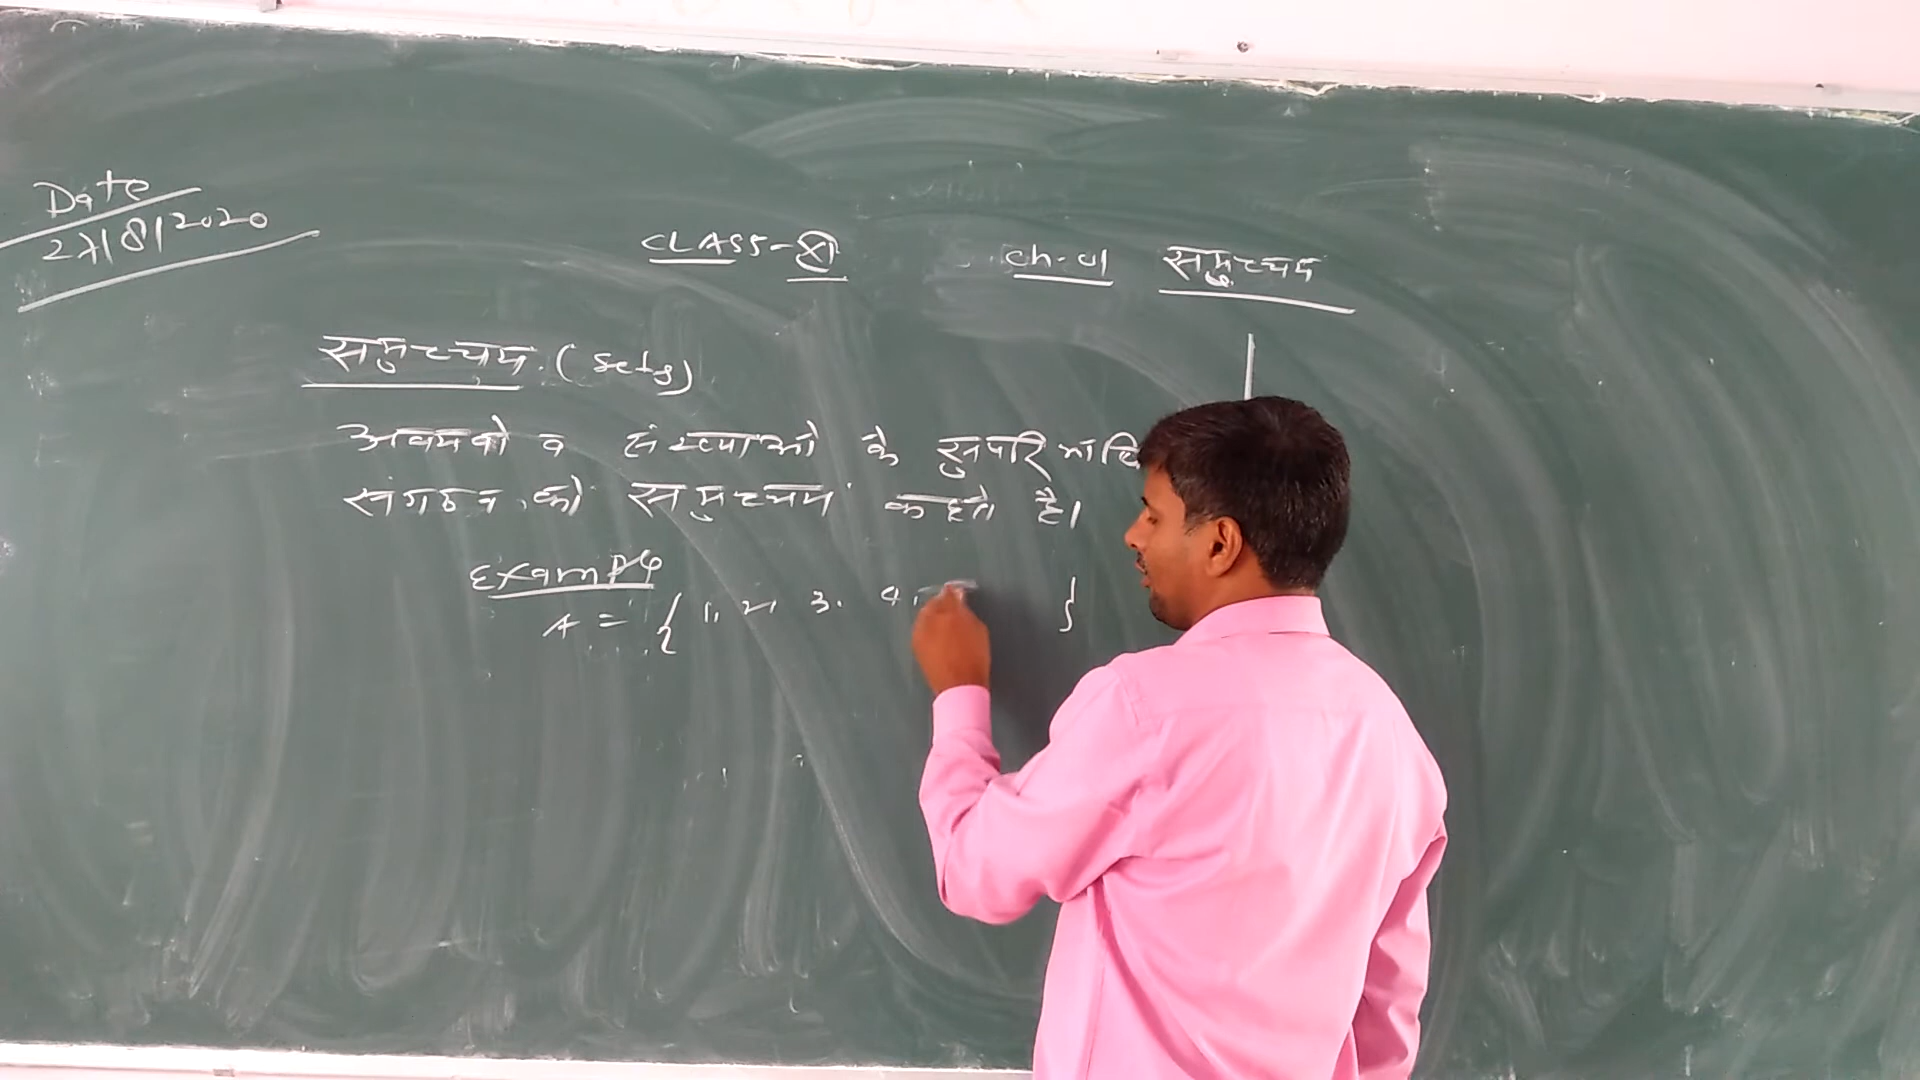 Date
27/8/2020
CLASS-XI Ch-01 समुच्चय
समुच्चय (Sets)
अवयवो व संख्याओ के सुपरिभाषि
संगठन को समुच्चय कहते है।
Example
A = { 1, 2, 3, 4, }